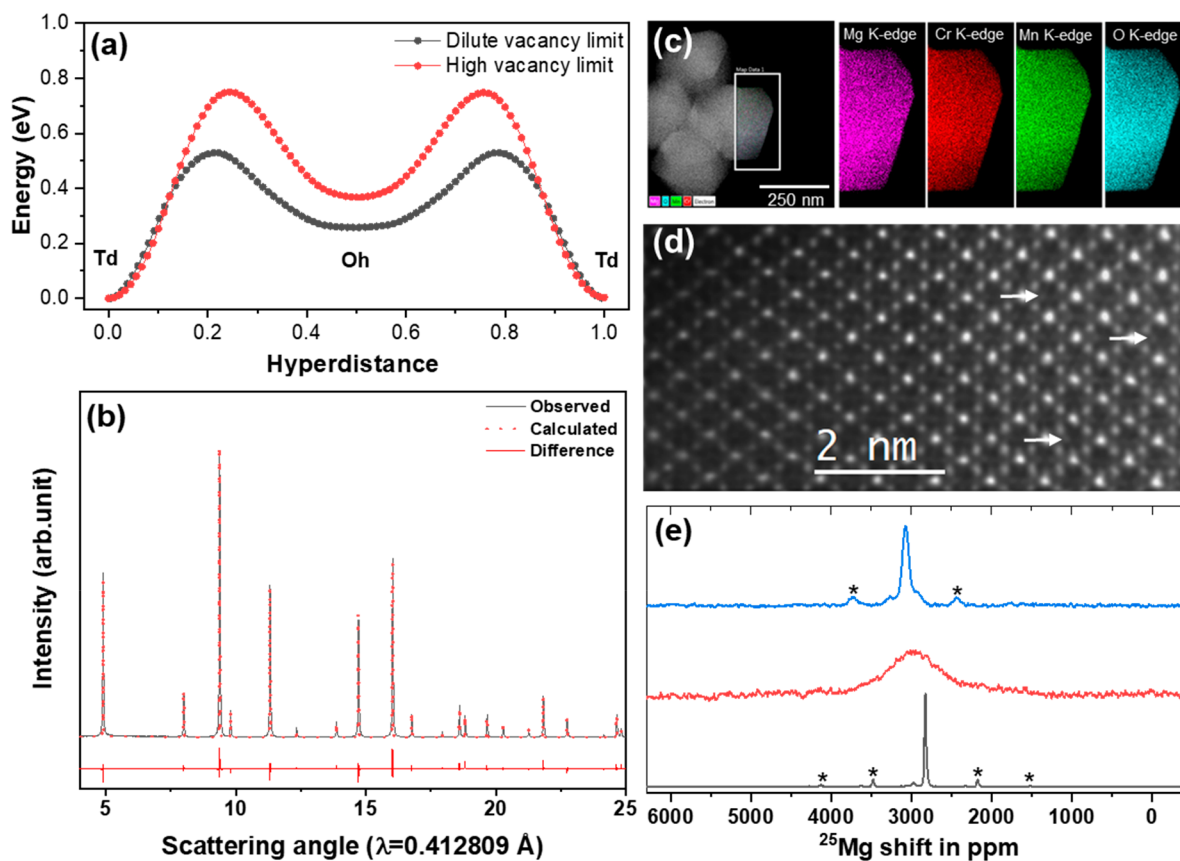 (a)
Dilute vacancy limit
High vacancy limit
Energy (eV)
1.0
0.8
0.6
0.4
0.2
0.0
Td
Oh
Td
0.0 0.2 0.4 0.6 0.8 1.0
Hyperdistance
(b)
Observed
Calculated
Difference
Intensity (arb.unit)
5 10 15 20 25
Scattering angle (λ=0.412809 Å)
(c)
Map Data 1
Electron
250 nm
Mg K-edge
Cr K-edge
Mn K-edge
O K-edge
(d)
2 nm
(e)
* *
* * * *
6000 5000 4000 3000 2000 1000 0
²⁵Mg shift in ppm